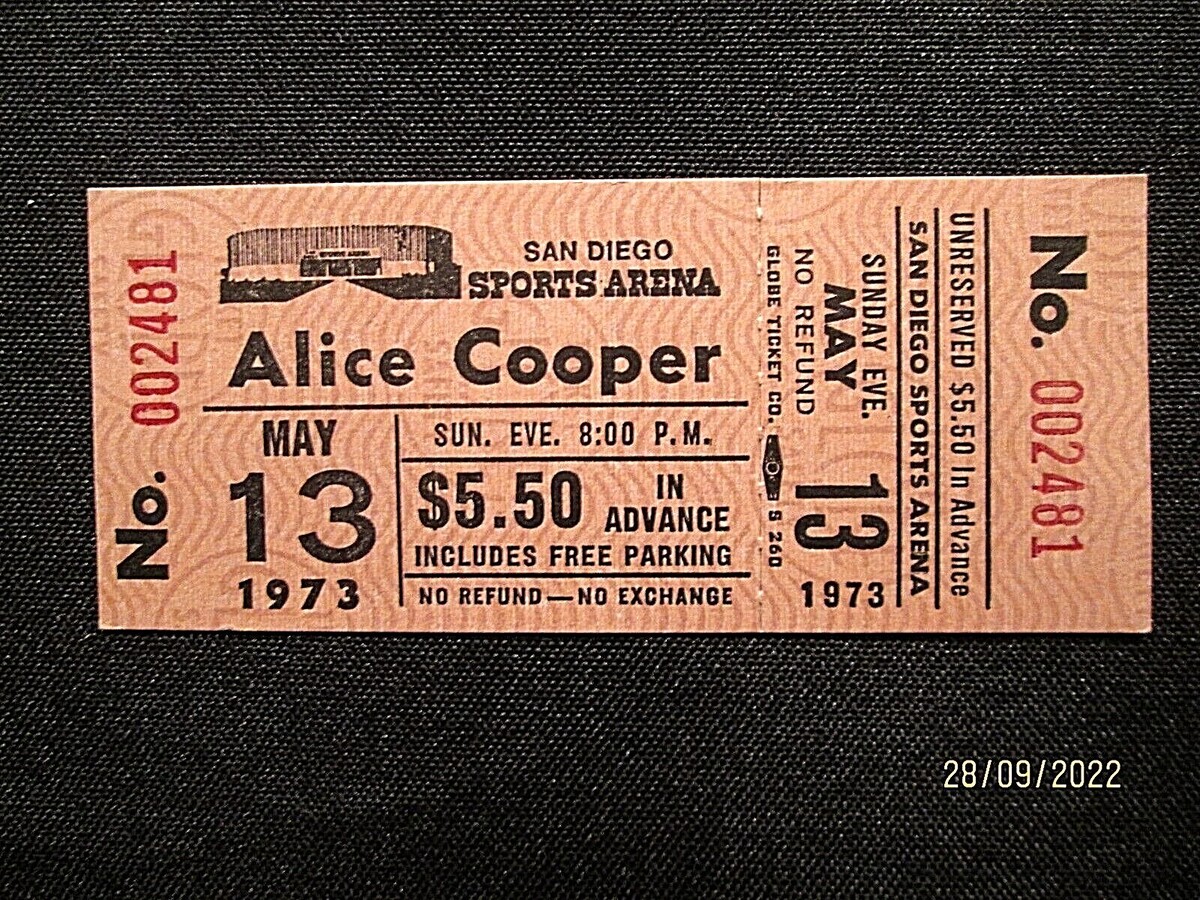 No. 002481
SAN DIEGO
SPORTS ARENA
Alice Cooper
MAY
13
1973
SUN. EVE. 8:00 P.M.
$5.50 IN ADVANCE
INCLUDES FREE PARKING
NO REFUND—NO EXCHANGE
GLOBE TICKET CO. S 260
NO REFUND
MAY 13
SUNDAY EVE.
1973
SAN DIEGO SPORTS ARENA
UNRESERVED $5.50 In Advance
No. 002481
28/09/2022